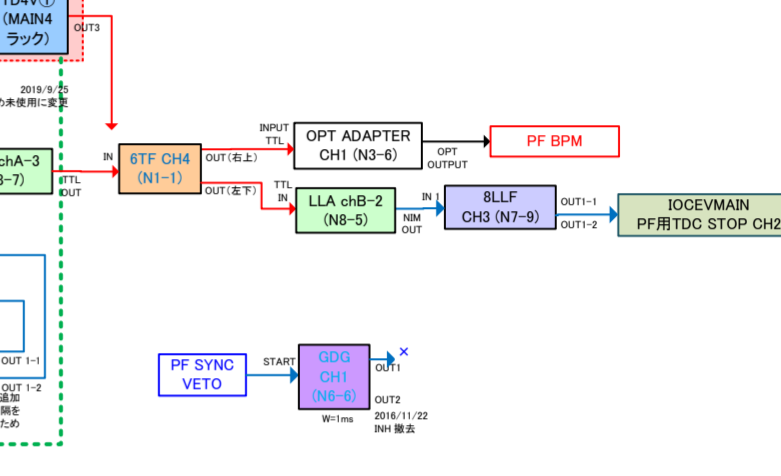 (MAIN4
ラック)
OUT3
2019/9/25
め未使用に変更
chA-3
TTL
OUT
IN
6TF CH4
(N1-1)
OUT(右上)
OUT(左下)
INPUT
TTL
OPT ADAPTER
CH1 (N3-6)
OPT
OUTPUT
PF BPM
TTL
IN
LLA chB-2
(N8-5)
NIM
OUT
IN 1
8LLF
CH3 (N7-9)
OUT1-1
OUT1-2
IOCEVMAIN
PF用TDC STOP CH2
OUT 1-1
OUT 1-2
追加
隔を
ため
PF SYNC
VETO
START
GDG
CH1
(N6-6)
W=1ms
×
OUT1
OUT2
2016/11/22
INH 撤去